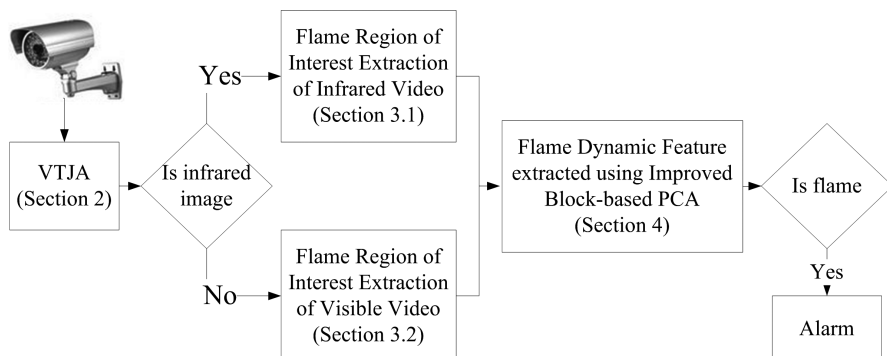 VTJA
(Section 2)
Is infrared
image
Yes
Flame Region of
Interest Extraction
of Infrared Video
(Section 3.1)
No
Flame Region of
Interest Extraction
of Visible Video
(Section 3.2)
Flame Dynamic Feature
extracted using Improved
Block-based PCA
(Section 4)
Is flame
Yes
Alarm